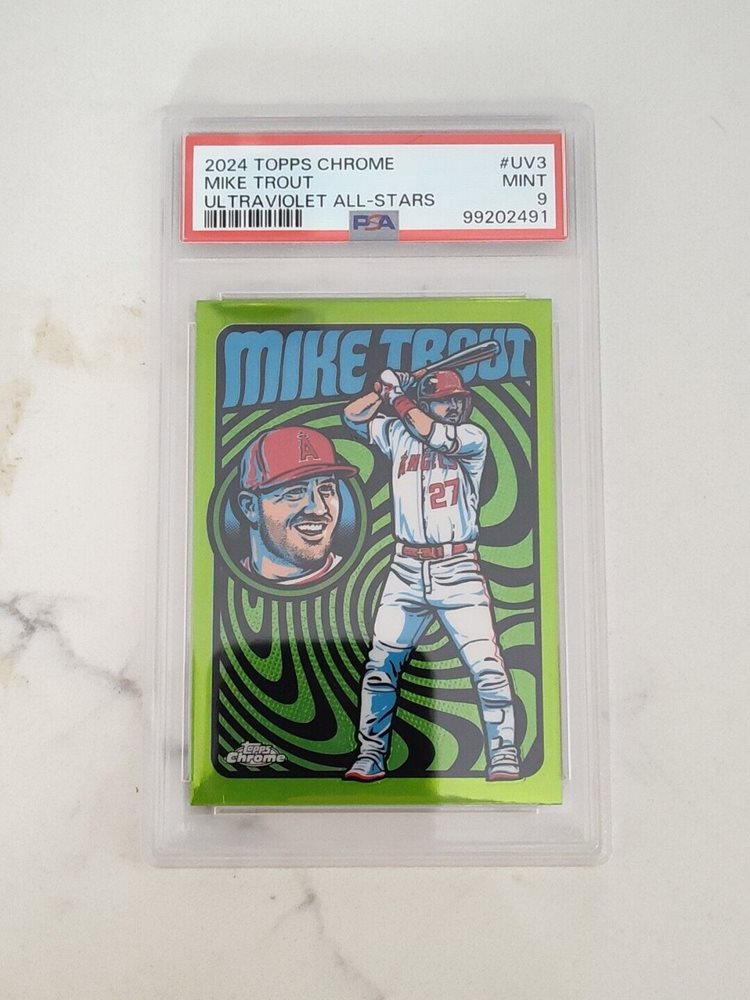 2024 TOPPS CHROME #UV3
MIKE TROUT MINT
ULTRAVIOLET ALL-STARS 9
PSA 99202491
MIKE TROUT
A
ANGELS
27
Topps
Chrome